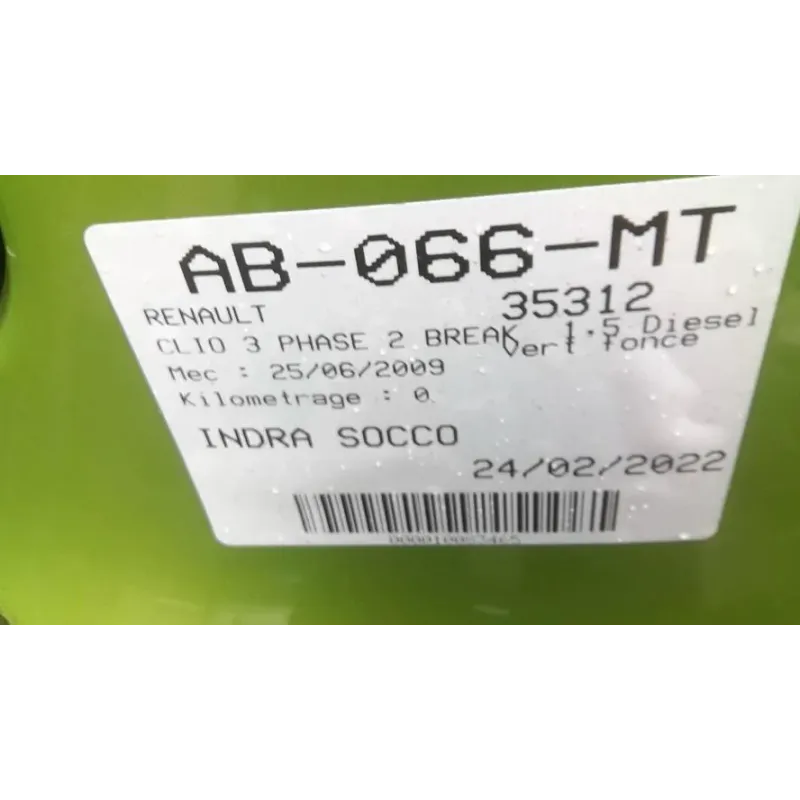 AB-066-MT
RENAULT 35312
CLIO 3 PHASE 2 BREAK 1.5 Diesel
Vert fonce
Mec : 25/06/2009
Kilometrage : 0
INDRA SOCCO
24/02/2022